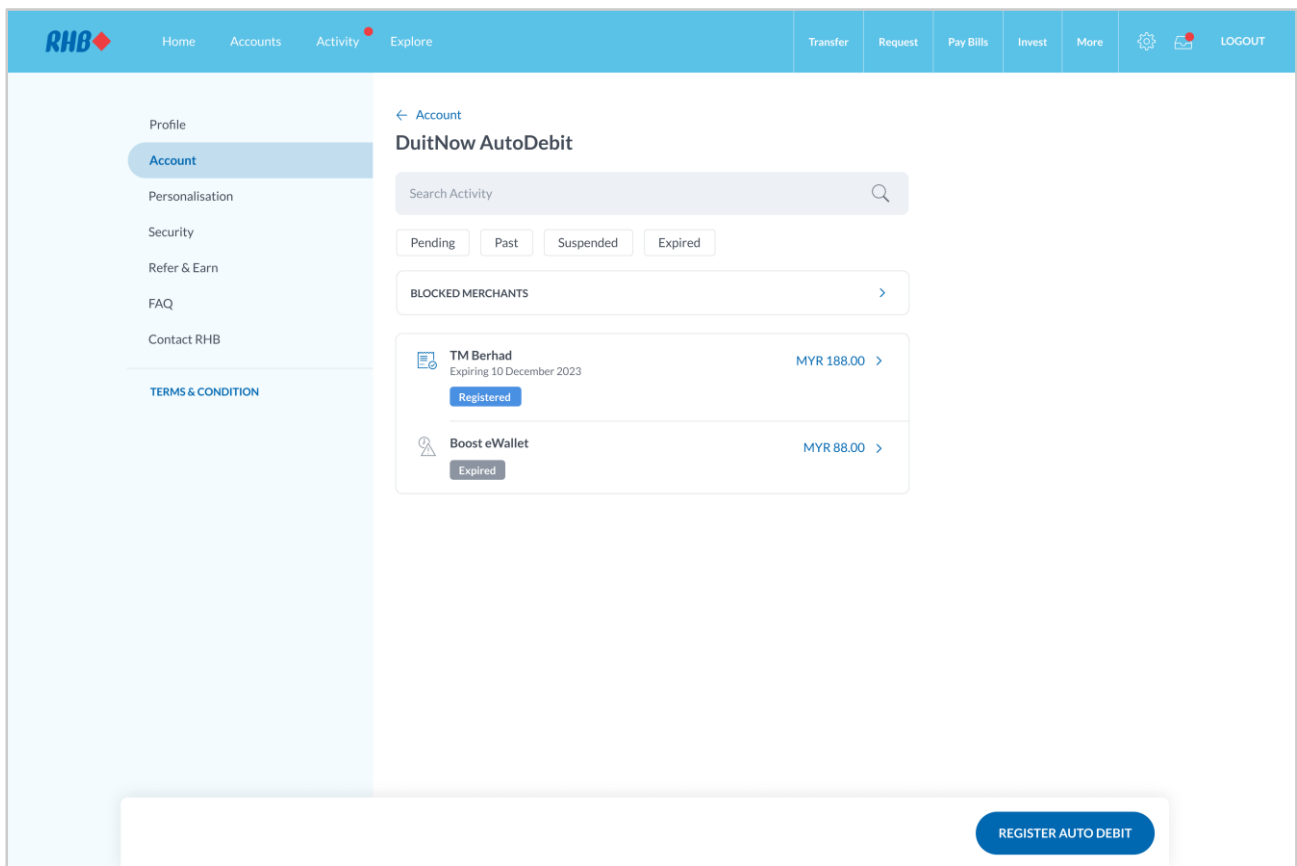 RHB
Home Accounts Activity Explore Transfer Request Pay Bills Invest More LOGOUT
Profile
Account
Personalisation
Security
Refer & Earn
FAQ
Contact RHB
TERMS & CONDITION
← Account
DuitNow AutoDebit
Search Activity
Pending Past Suspended Expired
BLOCKED MERCHANTS
TM Berhad MYR 188.00
Expiring 10 December 2023
Registered
Boost eWallet MYR 88.00
Expired
REGISTER AUTO DEBIT